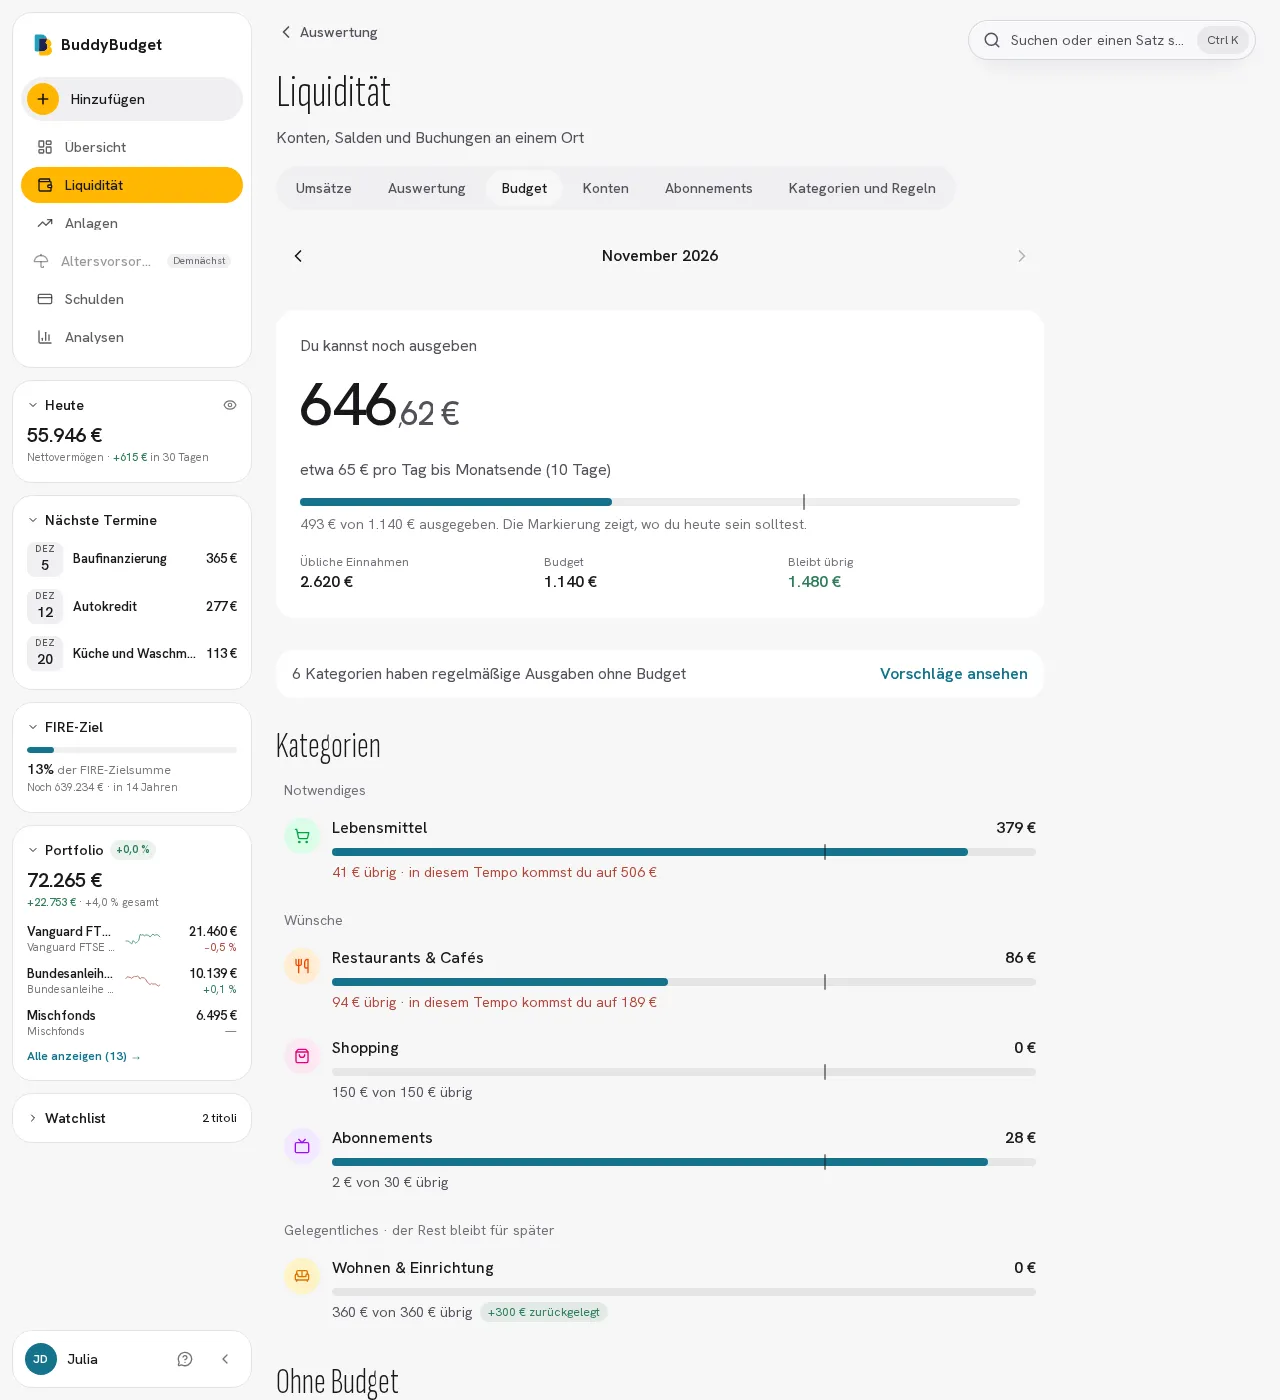 BuddyBudget
Hinzufügen
Übersicht
Liquidität
Anlagen
Altersvorsor... Demnächst
Schulden
Analysen
Heute
55.946 €
Nettovermögen · +615 € in 30 Tagen
Nächste Termine
DEZ 5 Baufinanzierung 365 €
DEZ 12 Autokredit 277 €
DEZ 20 Küche und Waschm... 113 €
FIRE-Ziel
13% der FIRE-Zielsumme
Noch 639.234 € · in 14 Jahren
Portfolio +0,0 %
72.265 €
+22.753 € · +4,0 % gesamt
Vanguard FT... 21.460 €
Vanguard FTSE ... −0,5 %
Bundesanleih... 10.139 €
Bundesanleihe ... +0,1 %
Mischfonds 6.495 €
Mischfonds —
Alle anzeigen (13) →
Watchlist 2 titoli
JD Julia
Auswertung
Suchen oder einen Satz s... Ctrl K
Liquidität
Konten, Salden und Buchungen an einem Ort
Umsätze Auswertung Budget Konten Abonnements Kategorien und Regeln
November 2026
Du kannst noch ausgeben
646,62 €
etwa 65 € pro Tag bis Monatsende (10 Tage)
493 € von 1.140 € ausgegeben. Die Markierung zeigt, wo du heute sein solltest.
Übliche Einnahmen Budget Bleibt übrig
2.620 € 1.140 € 1.480 €
6 Kategorien haben regelmäßige Ausgaben ohne Budget Vorschläge ansehen
Kategorien
Notwendiges
Lebensmittel 379 €
41 € übrig · in diesem Tempo kommst du auf 506 €
Wünsche
Restaurants & Cafés 86 €
94 € übrig · in diesem Tempo kommst du auf 189 €
Shopping 0 €
150 € von 150 € übrig
Abonnements 28 €
2 € von 30 € übrig
Gelegentliches · der Rest bleibt für später
Wohnen & Einrichtung 0 €
360 € von 360 € übrig +300 € zurückgelegt
Ohne Budget